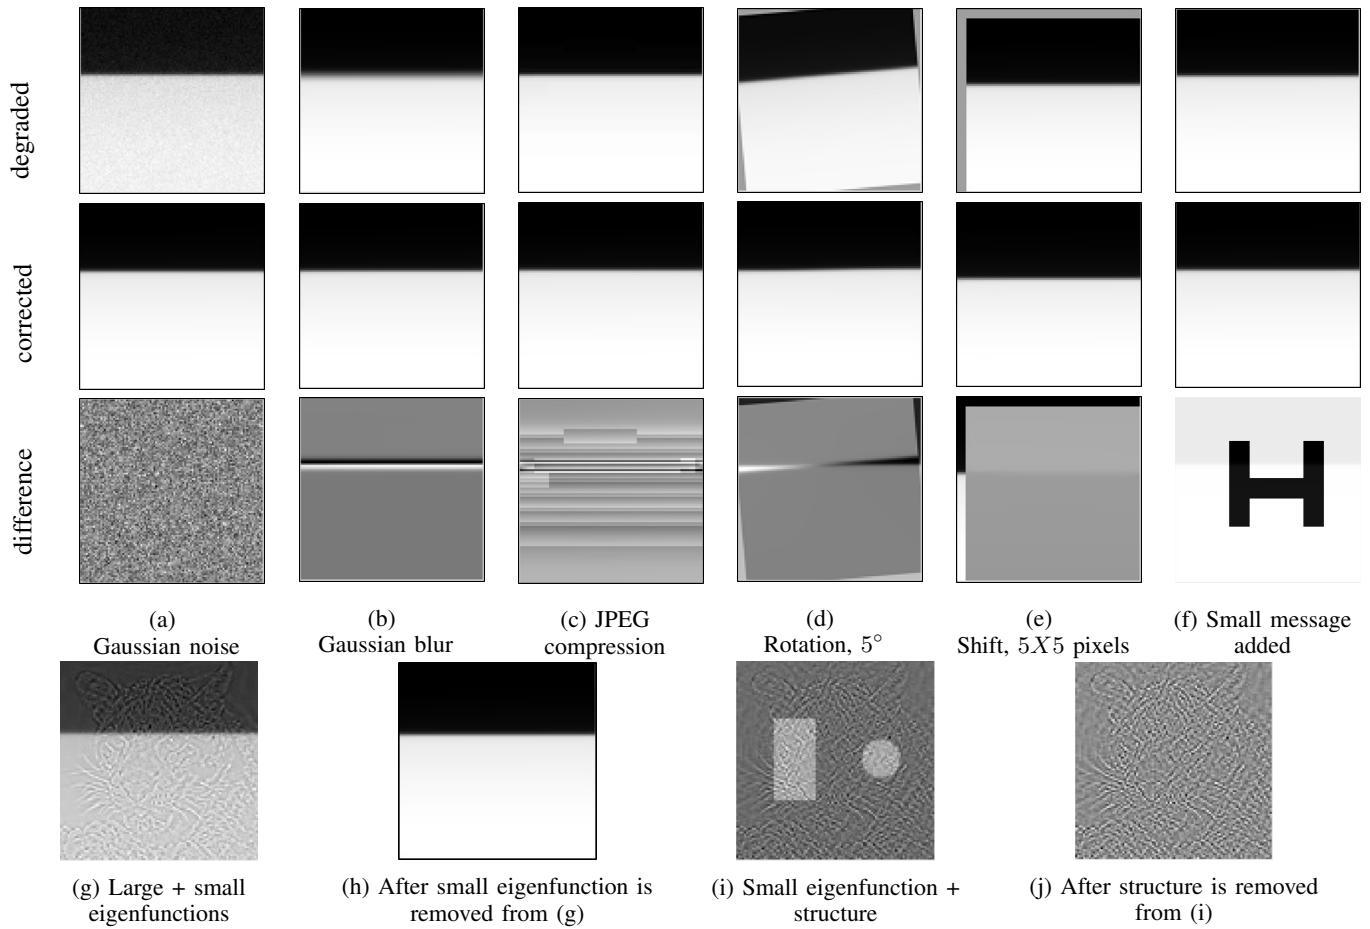 degraded
corrected
difference
H
(a)
Gaussian noise
(b)
Gaussian blur
(c) JPEG
compression
(d)
Rotation, 5°
(e)
Shift, 5X5 pixels
(f) Small message
added
(g) Large + small
eigenfunctions
(h) After small eigenfunction is
removed from (g)
(i) Small eigenfunction +
structure
(j) After structure is removed
from (i)